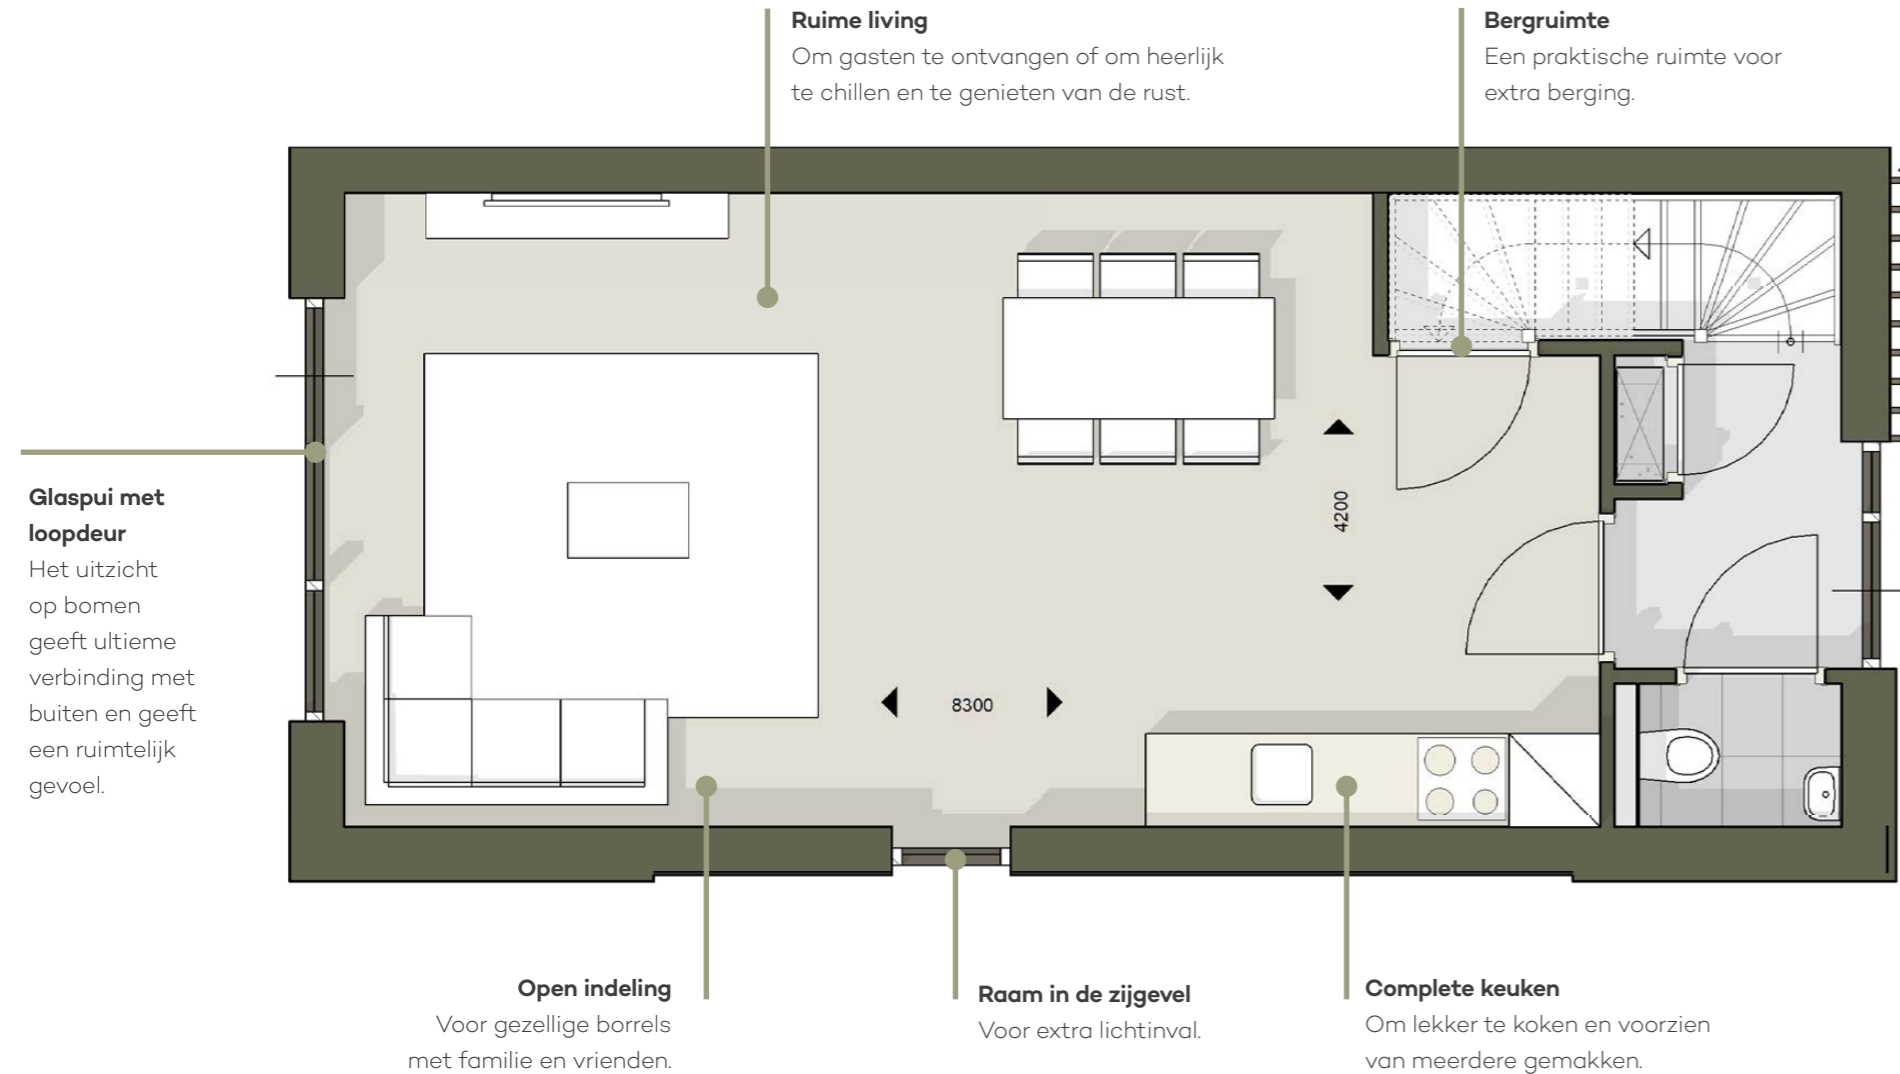 Ruime living
Om gasten te ontvangen of om heerlijk
te chillen en te genieten van de rust.
Bergruimte
Een praktische ruimte voor
extra berging.
Glaspui met
loopdeur
Het uitzicht
op bomen
geeft ultieme
verbinding met
buiten en geeft
een ruimtelijk
gevoel.
4200
8300
Open indeling
Voor gezellige borrels
met familie en vrienden.
Raam in de zijgevel
Voor extra lichtinval.
Complete keuken
Om lekker te koken en voorzien
van meerdere gemakken.